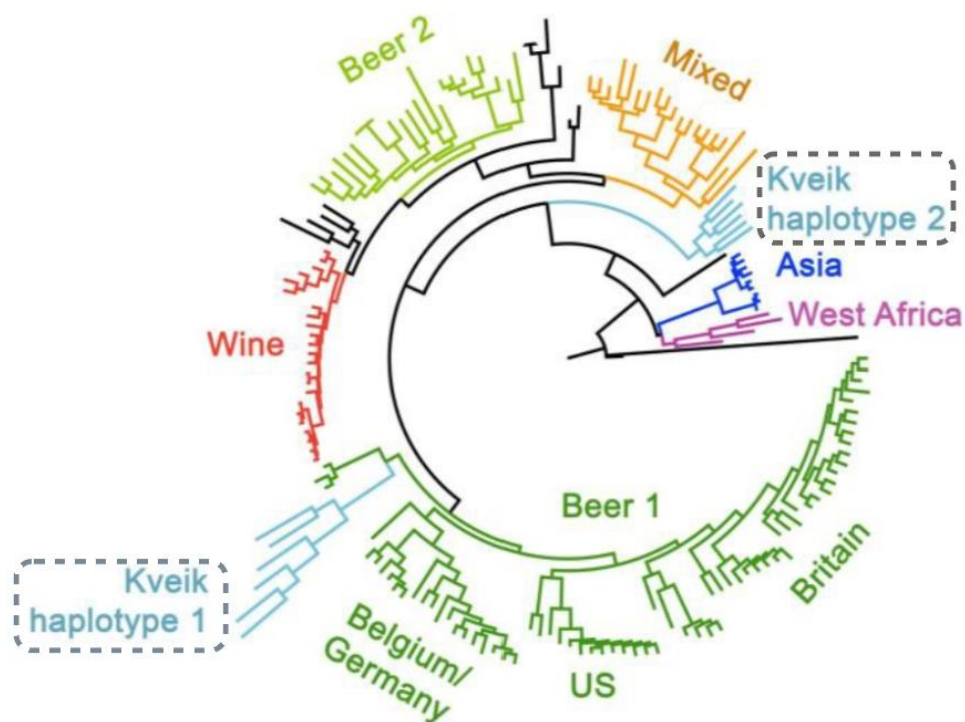 Beer 2
Mixed
Kveik
haplotype 2
Asia
West Africa
Wine
Beer 1
Britain
Kveik
haplotype 1
Belgium/
Germany
US